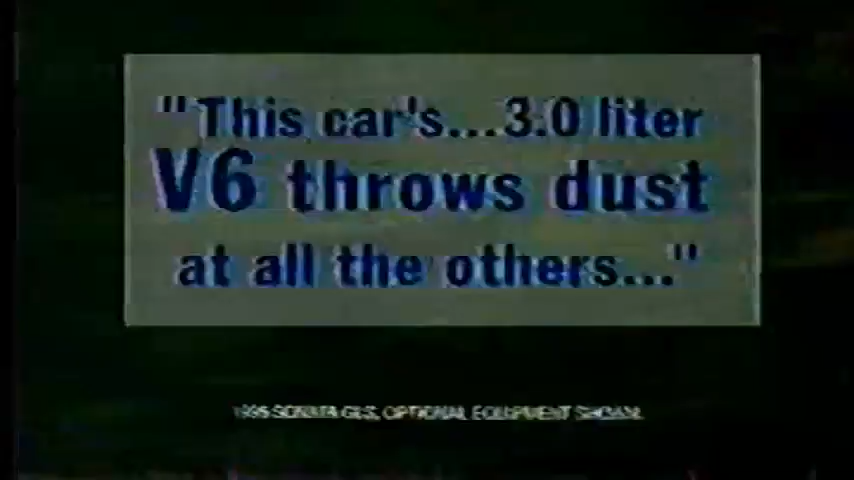 "This car's...3.0 liter
V6 throws dust
at all the others..."
1995 SONATA GLS, OPTIONAL EQUIPMENT SHOWN.